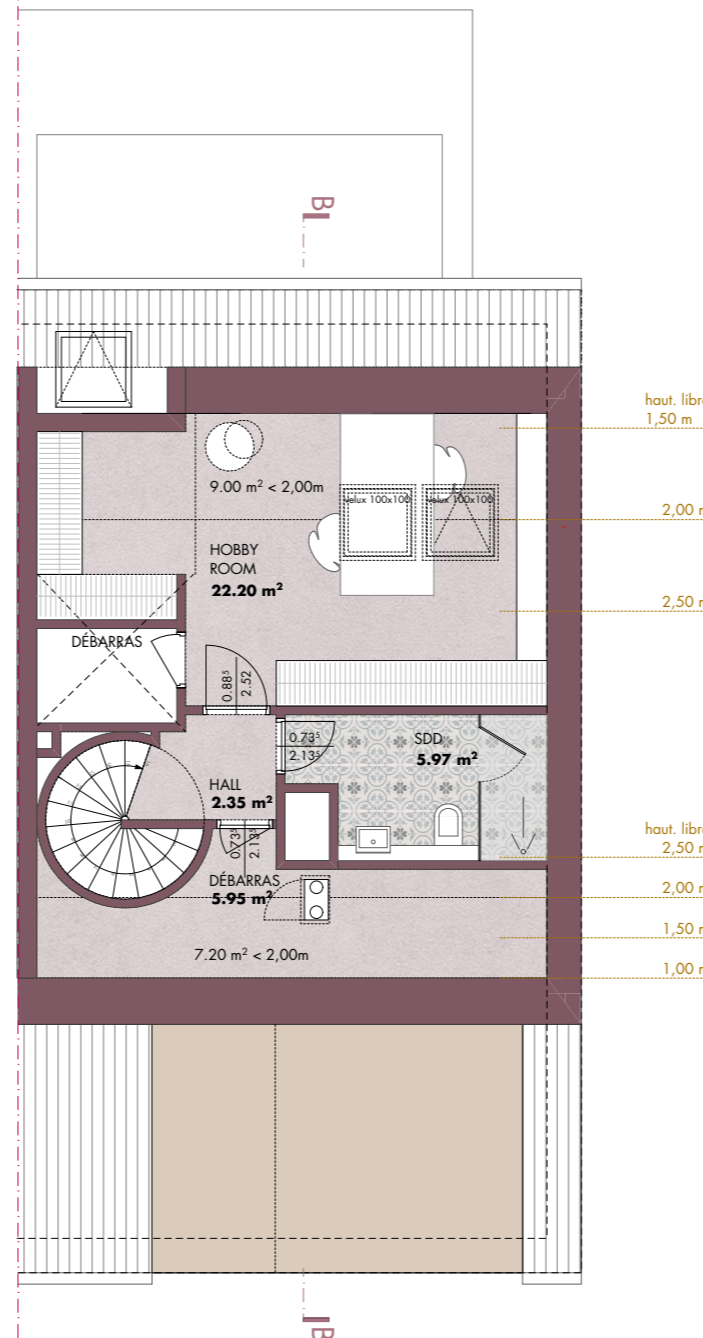 B
haut. libre
1,50 m
9.00 m² < 2,00m
velux 100x100
velux 100x100
2,00 m
HOBBY
ROOM
22.20 m²
2,50 m
DÉBARRAS
0.88⁵
2.52
0.73⁵
2.13⁵
SDD
5.97 m²
HALL
2.35 m²
haut. libre
2,50 m
0.73⁵
2.13⁵
DÉBARRAS
5.95 m²
2,00 m
1,50 m
7.20 m² < 2,00m
1,00 m
B